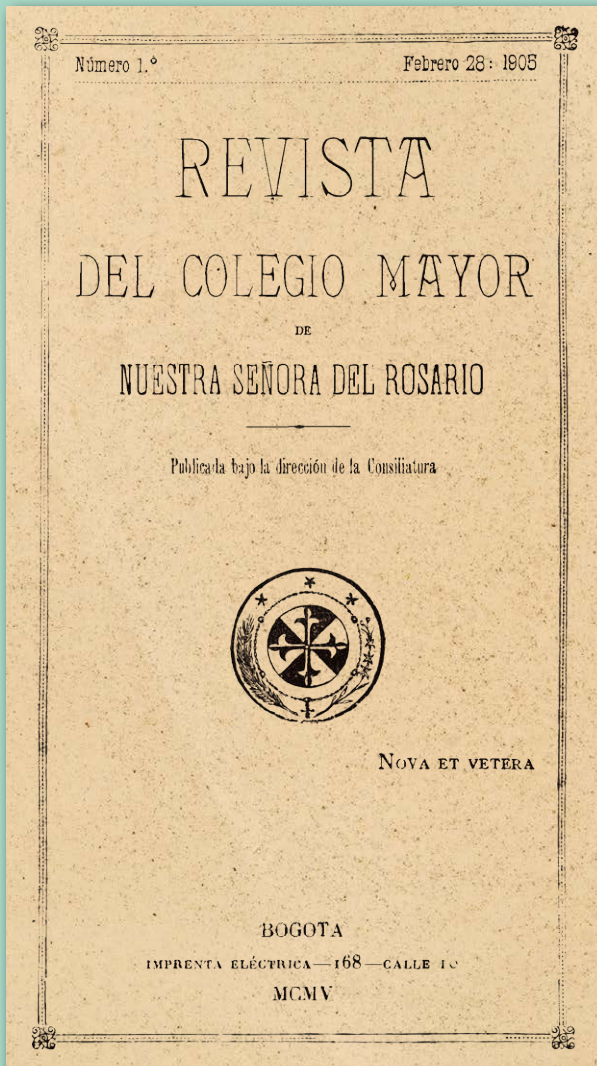 Número 1.°
Febrero 28: 1905
REVISTA
DEL COLEGIO MAYOR
DE
NUESTRA SEÑORA DEL ROSARIO
Publicada bajo la dirección de la Consiliatura
NOVA ET VETERA
BOGOTA
IMPRENTA ELÉCTRICA—168—CALLE
MCMV